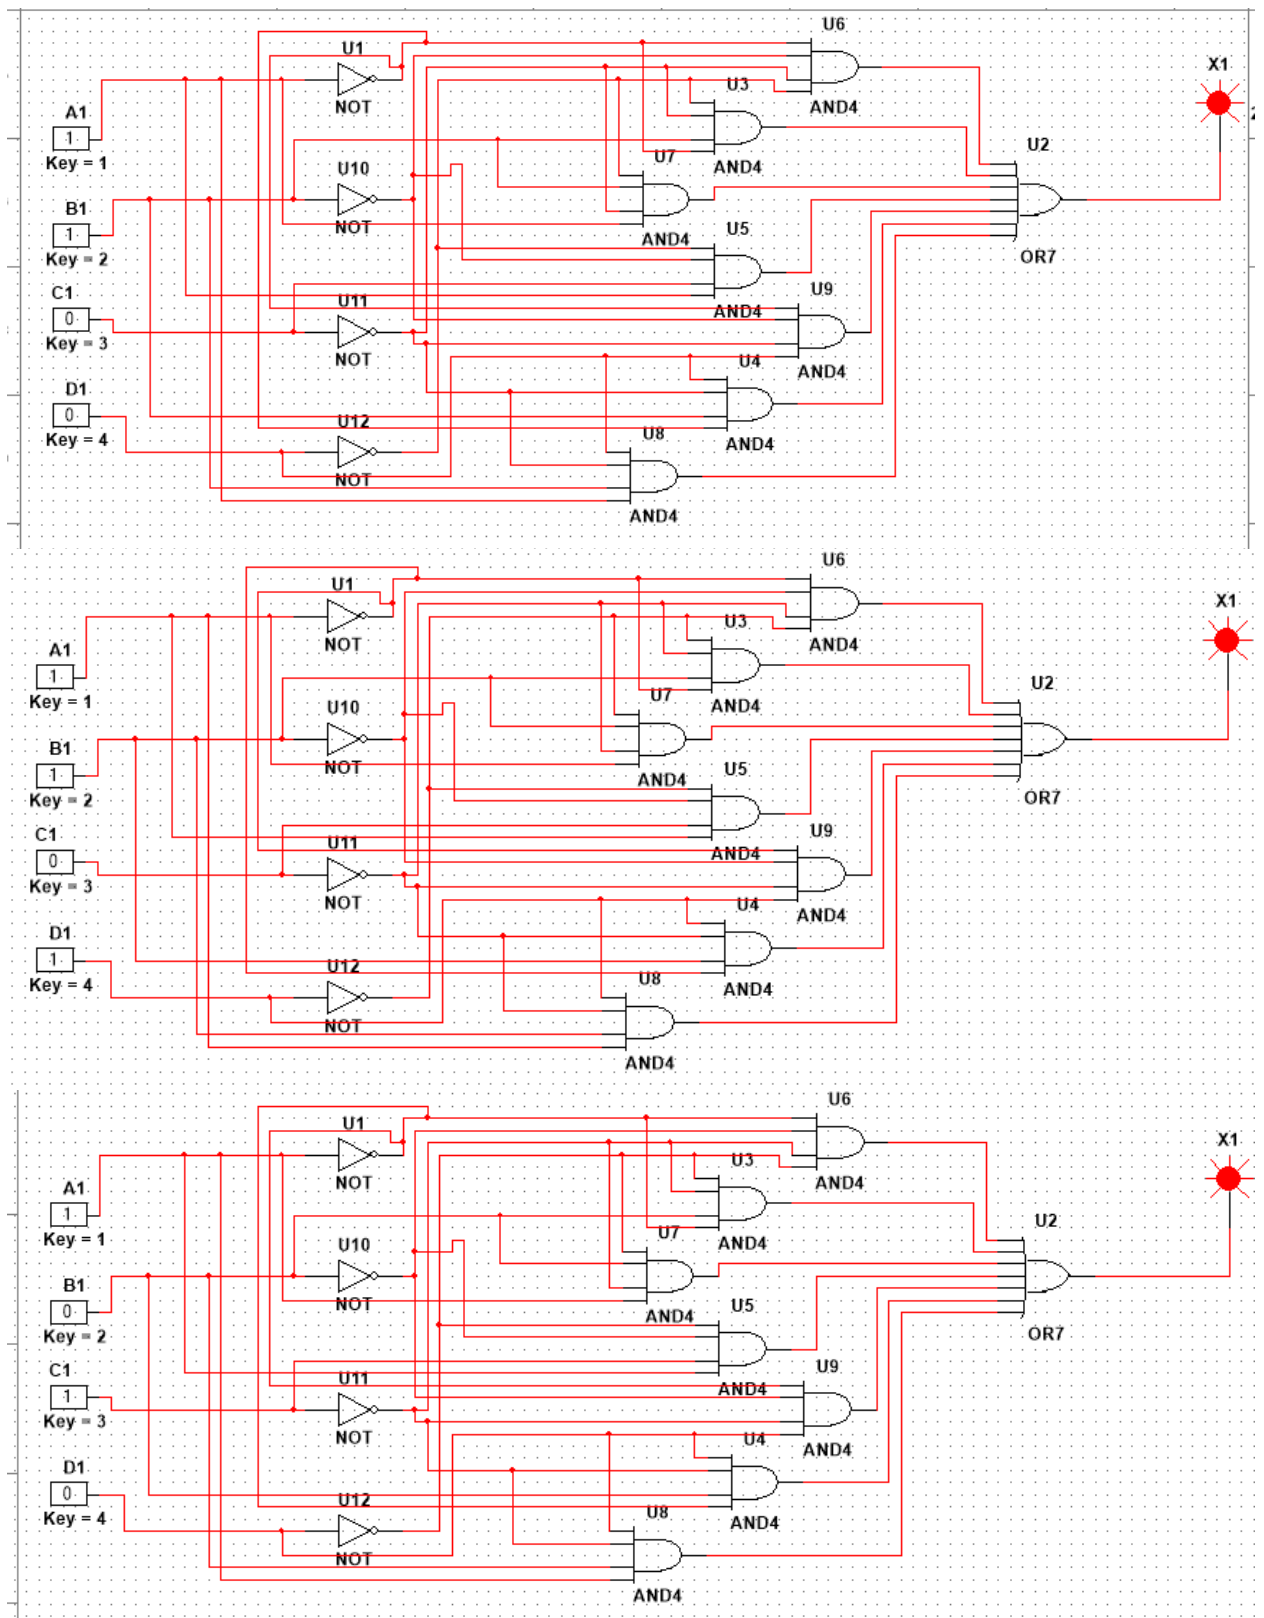 U6
U1
X1
U3
NOT
AND4
A1
1
Key = 1
U2
U7
AND4
U10
B1
1
Key = 2
NOT
U5
AND4
OR7
C1
0
Key = 3
U11
U9
AND4
NOT
U4
AND4
D1
0
Key = 4
U12
U8
AND4
NOT
AND4
U6
U1
X1
U3
NOT
AND4
A1
1
Key = 1
U2
U7
AND4
U10
B1
1
Key = 2
NOT
U5
AND4
OR7
C1
0
Key = 3
U11
U9
AND4
NOT
U4
AND4
D1
1
Key = 4
U12
U8
AND4
NOT
AND4
U6
U1
X1
U3
NOT
AND4
A1
1
Key = 1
U2
U7
AND4
U10
B1
0
Key = 2
NOT
U5
AND4
OR7
C1
1
Key = 3
U11
U9
AND4
NOT
U4
AND4
D1
0
Key = 4
U12
U8
AND4
NOT
AND4